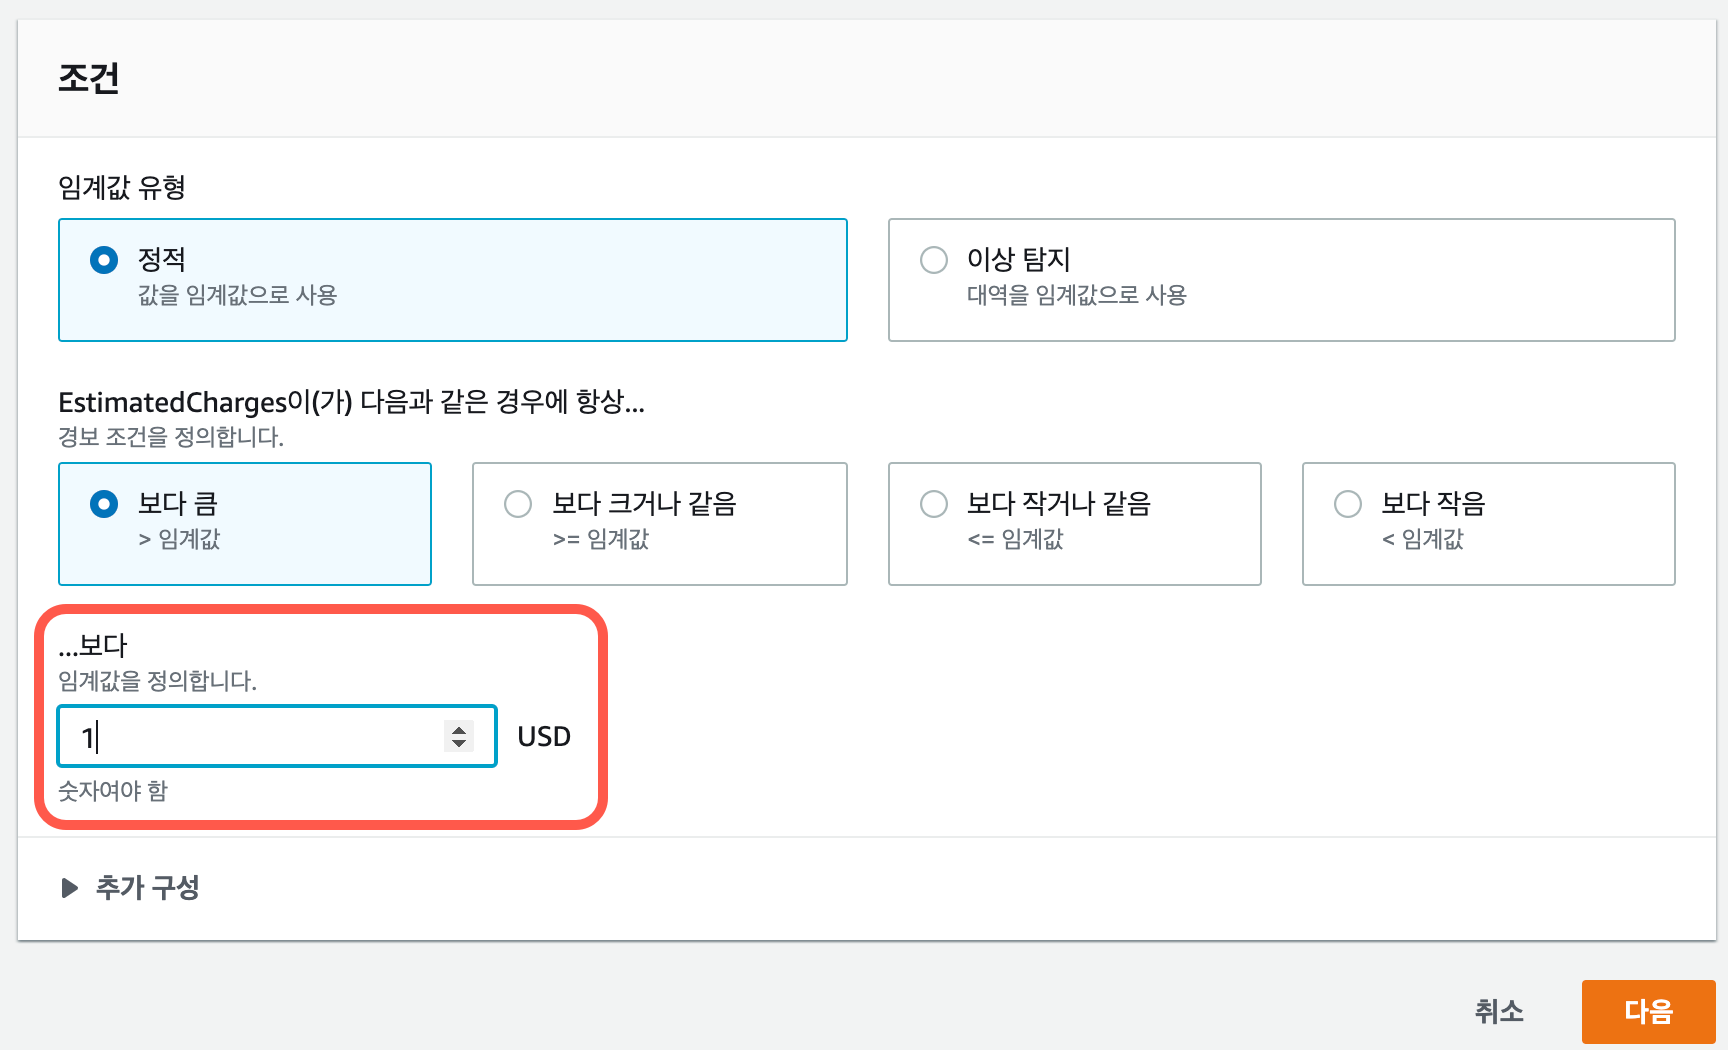 조건
임계값 유형
정적
값을 임계값으로 사용
이상 탐지
대역을 임계값으로 사용
EstimatedCharges이(가) 다음과 같은 경우에 항상...
경보 조건을 정의합니다.
보다 큼
> 임계값
보다 크거나 같음
>= 임계값
보다 작거나 같음
<= 임계값
보다 작음
< 임계값
...보다
임계값을 정의합니다.
1 USD
숫자여야 함
추가 구성
취소
다음